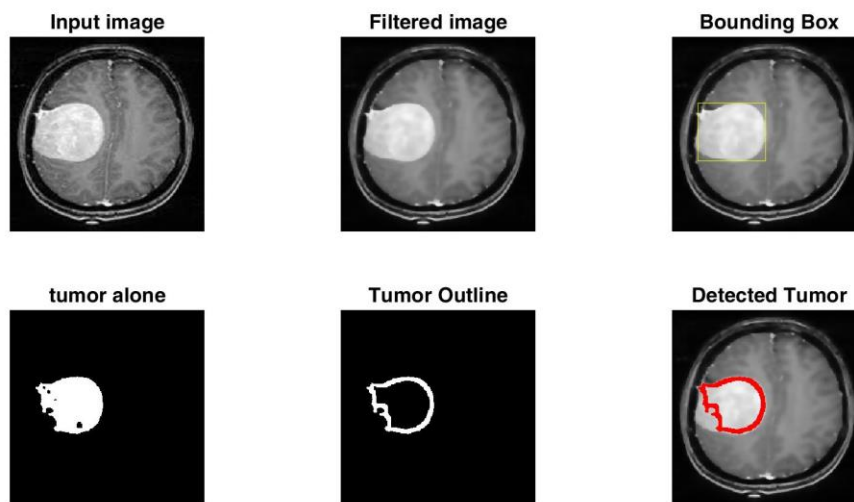 Input image
Filtered image
Bounding Box
tumor alone
Tumor Outline
Detected Tumor